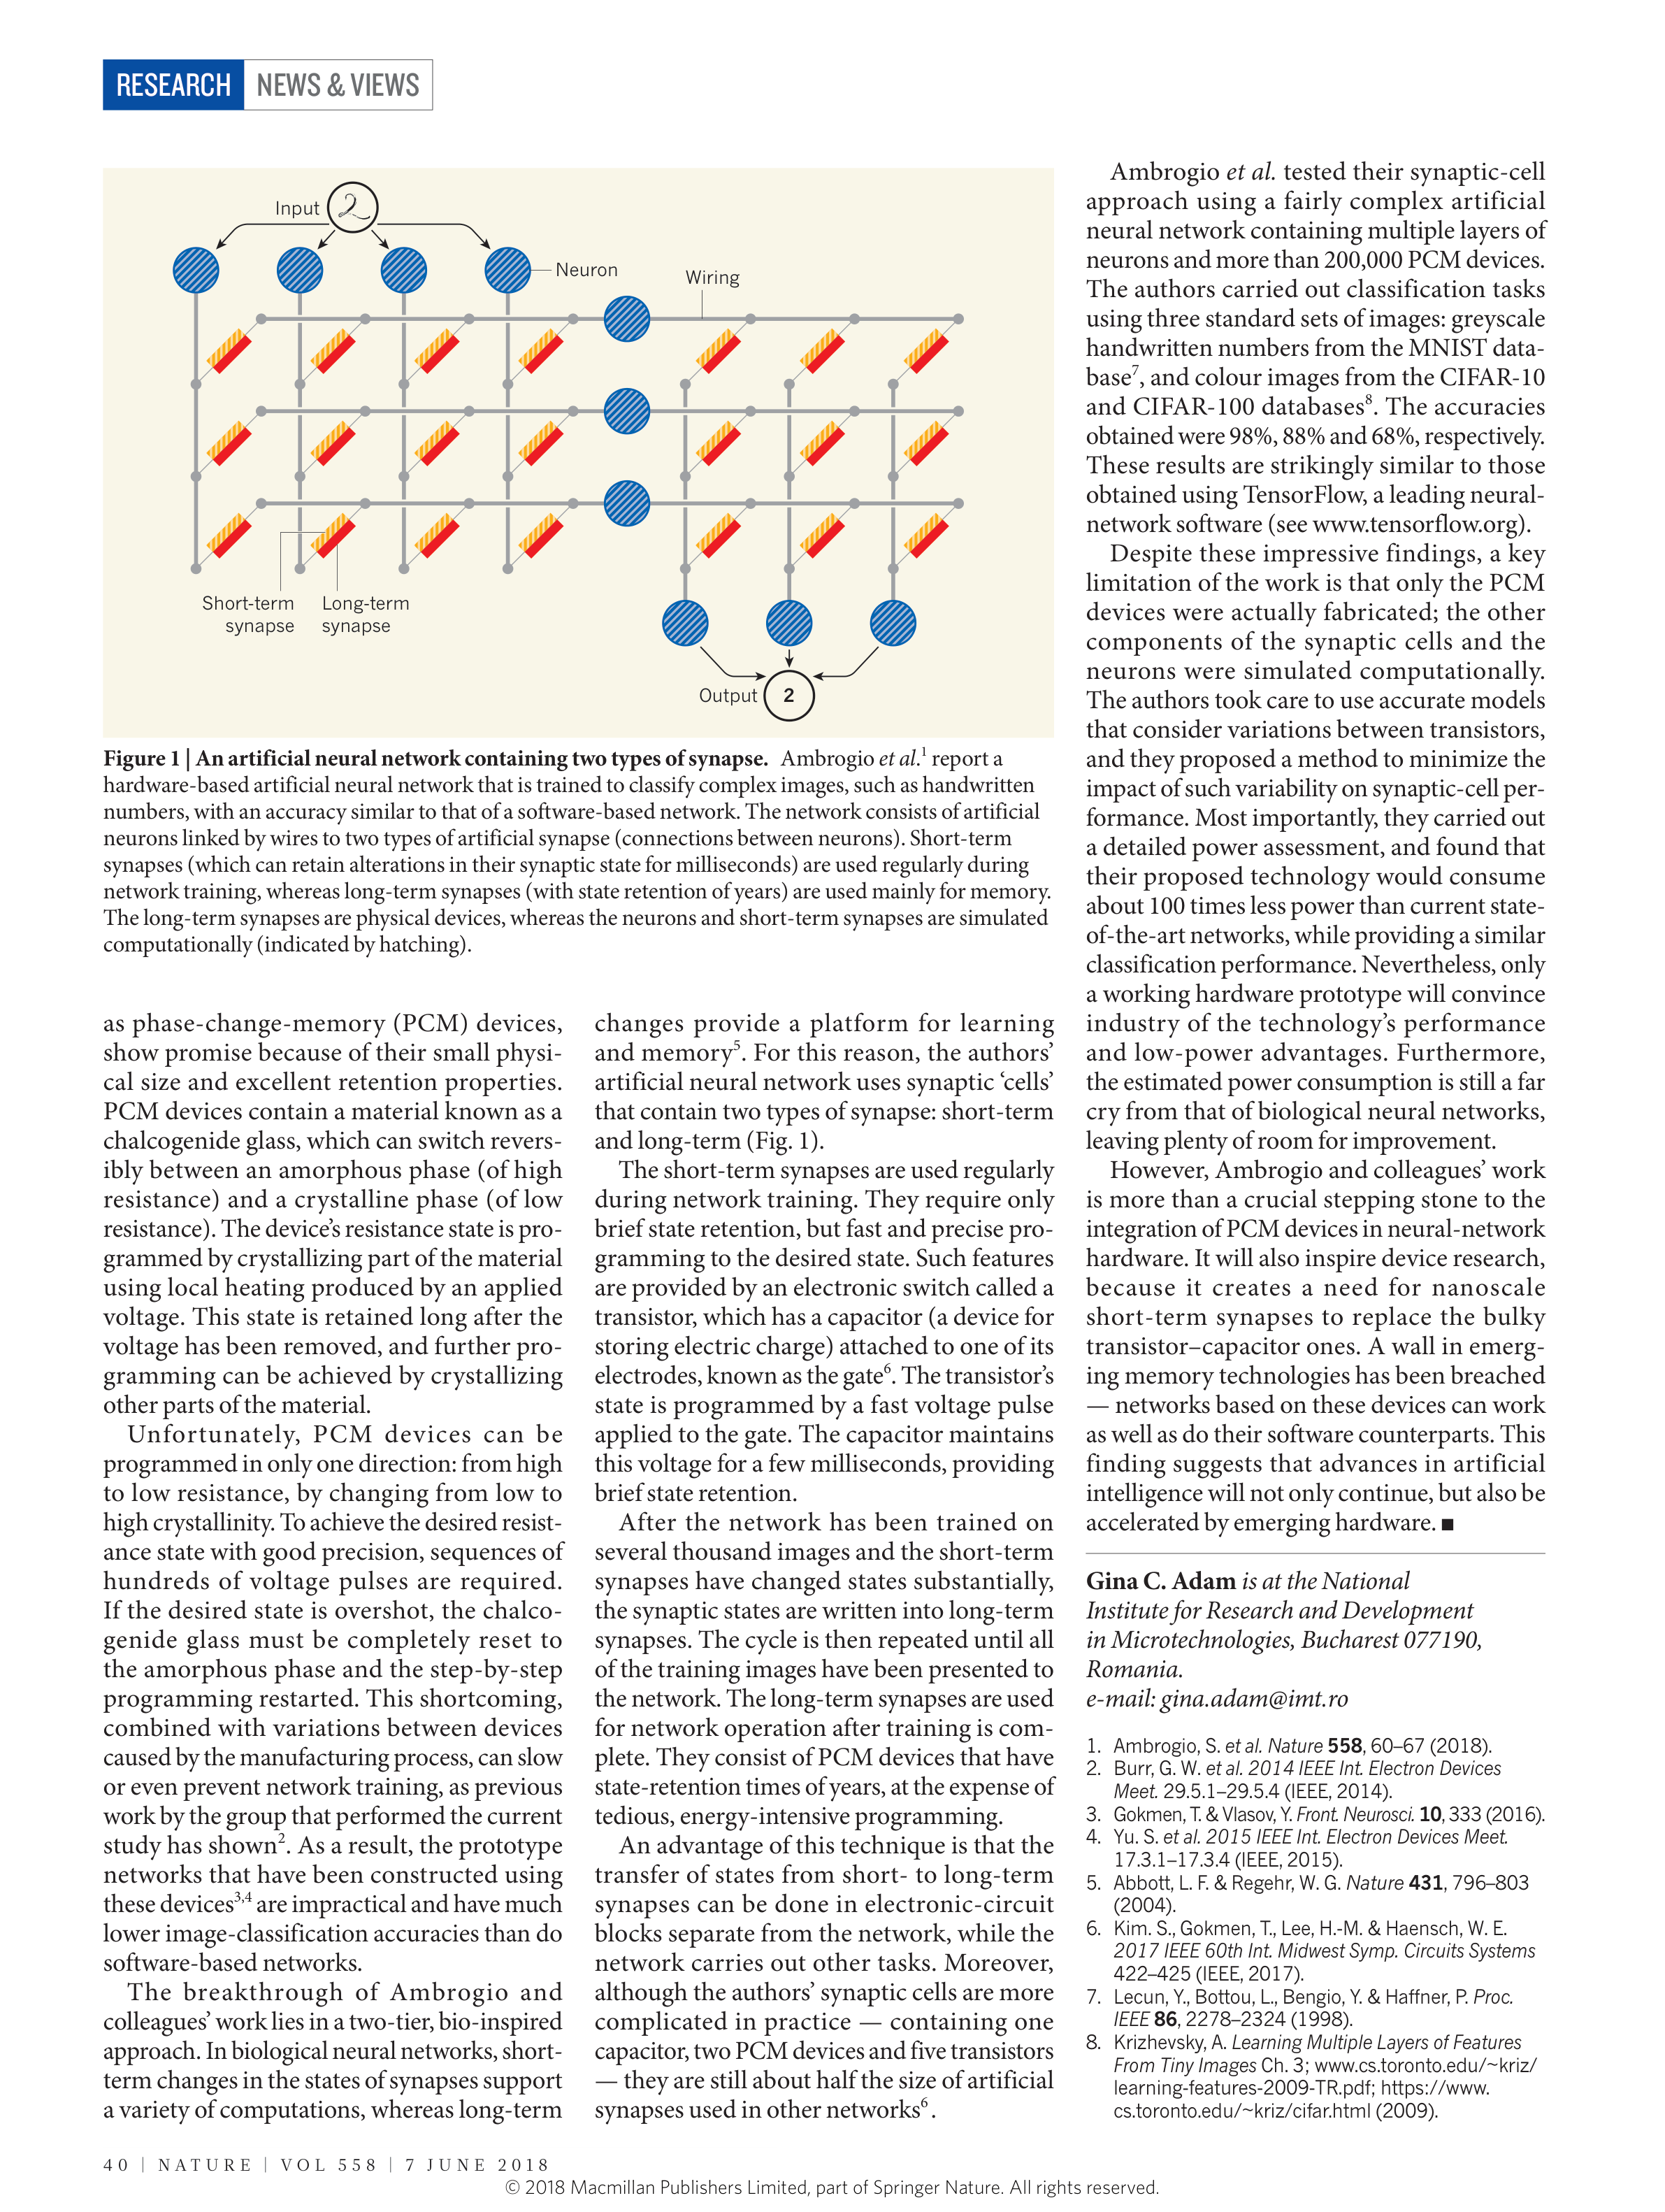 RESEARCH NEWS & VIEWS
Input
2
Neuron
Wiring
Short-term
synapse
Long-term
synapse
Output
2
Figure 1 | An artificial neural network containing two types of synapse. Ambrogio et al.1 report a
hardware-based artificial neural network that is trained to classify complex images, such as handwritten
numbers, with an accuracy similar to that of a software-based network. The network consists of artificial
neurons linked by wires to two types of artificial synapse (connections between neurons). Short-term
synapses (which can retain alterations in their synaptic state for milliseconds) are used regularly during
network training, whereas long-term synapses (with state retention of years) are used mainly for memory.
The long-term synapses are physical devices, whereas the neurons and short-term synapses are simulated
computationally (indicated by hatching).
as phase-change-memory (PCM) devices,
show promise because of their small physi-
cal size and excellent retention properties.
PCM devices contain a material known as a
chalcogenide glass, which can switch revers-
ibly between an amorphous phase (of high
resistance) and a crystalline phase (of low
resistance). The device's resistance state is pro-
grammed by crystallizing part of the material
using local heating produced by an applied
voltage. This state is retained long after the
voltage has been removed, and further pro-
gramming can be achieved by crystallizing
other parts of the material.
Unfortunately, PCM devices can be
programmed in only one direction: from high
to low resistance, by changing from low to
high crystallinity. To achieve the desired resist-
ance state with good precision, sequences of
hundreds of voltage pulses are required.
If the desired state is overshot, the chalco-
genide glass must be completely reset to
the amorphous phase and the step-by-step
programming restarted. This shortcoming,
combined with variations between devices
caused by the manufacturing process, can slow
or even prevent network training, as previous
work by the group that performed the current
study has shown2. As a result, the prototype
networks that have been constructed using
these devices3,4 are impractical and have much
lower image-classification accuracies than do
software-based networks.
The breakthrough of Ambrogio and
colleagues' work lies in a two-tier, bio-inspired
approach. In biological neural networks, short-
term changes in the states of synapses support
a variety of computations, whereas long-term
changes provide a platform for learning
and memory5. For this reason, the authors'
artificial neural network uses synaptic ‘cells’
that contain two types of synapse: short-term
and long-term (Fig. 1).
The short-term synapses are used regularly
during network training. They require only
brief state retention, but fast and precise pro-
gramming to the desired state. Such features
are provided by an electronic switch called a
transistor, which has a capacitor (a device for
storing electric charge) attached to one of its
electrodes, known as the gate6. The transistor's
state is programmed by a fast voltage pulse
applied to the gate. The capacitor maintains
this voltage for a few milliseconds, providing
brief state retention.
After the network has been trained on
several thousand images and the short-term
synapses have changed states substantially,
the synaptic states are written into long-term
synapses. The cycle is then repeated until all
of the training images have been presented to
the network. The long-term synapses are used
for network operation after training is com-
plete. They consist of PCM devices that have
state-retention times of years, at the expense of
tedious, energy-intensive programming.
An advantage of this technique is that the
transfer of states from short- to long-term
synapses can be done in electronic-circuit
blocks separate from the network, while the
network carries out other tasks. Moreover,
although the authors' synaptic cells are more
complicated in practice — containing one
capacitor, two PCM devices and five transistors
— they are still about half the size of artificial
synapses used in other networks6.
Ambrogio et al. tested their synaptic-cell
approach using a fairly complex artificial
neural network containing multiple layers of
neurons and more than 200,000 PCM devices.
The authors carried out classification tasks
using three standard sets of images: greyscale
handwritten numbers from the MNIST data-
base7, and colour images from the CIFAR-10
and CIFAR-100 databases8. The accuracies
obtained were 98%, 88% and 68%, respectively.
These results are strikingly similar to those
obtained using TensorFlow, a leading neural-
network software (see www.tensorflow.org).
Despite these impressive findings, a key
limitation of the work is that only the PCM
devices were actually fabricated; the other
components of the synaptic cells and the
neurons were simulated computationally.
The authors took care to use accurate models
that consider variations between transistors,
and they proposed a method to minimize the
impact of such variability on synaptic-cell per-
formance. Most importantly, they carried out
a detailed power assessment, and found that
their proposed technology would consume
about 100 times less power than current state-
of-the-art networks, while providing a similar
classification performance. Nevertheless, only
a working hardware prototype will convince
industry of the technology's performance
and low-power advantages. Furthermore,
the estimated power consumption is still a far
cry from that of biological neural networks,
leaving plenty of room for improvement.
However, Ambrogio and colleagues' work
is more than a crucial stepping stone to the
integration of PCM devices in neural-network
hardware. It will also inspire device research,
because it creates a need for nanoscale
short-term synapses to replace the bulky
transistor–capacitor ones. A wall in emerg-
ing memory technologies has been breached
— networks based on these devices can work
as well as do their software counterparts. This
finding suggests that advances in artificial
intelligence will not only continue, but also be
accelerated by emerging hardware. ■
Gina C. Adam is at the National
Institute for Research and Development
in Microtechnologies, Bucharest 077190,
Romania.
e-mail: gina.adam@imt.ro
1. Ambrogio, S. et al. Nature 558, 60–67 (2018).
2. Burr, G. W. et al. 2014 IEEE Int. Electron Devices
Meet. 29.5.1–29.5.4 (IEEE, 2014).
3. Gokmen, T. & Vlasov, Y. Front. Neurosci. 10, 333 (2016).
4. Yu. S. et al. 2015 IEEE Int. Electron Devices Meet.
17.3.1–17.3.4 (IEEE, 2015).
5. Abbott, L. F. & Regehr, W. G. Nature 431, 796–803
(2004).
6. Kim. S., Gokmen, T., Lee, H.-M. & Haensch, W. E.
2017 IEEE 60th Int. Midwest Symp. Circuits Systems
422–425 (IEEE, 2017).
7. Lecun, Y., Bottou, L., Bengio, Y. & Haffner, P. Proc.
IEEE 86, 2278–2324 (1998).
8. Krizhevsky, A. Learning Multiple Layers of Features
From Tiny Images Ch. 3; www.cs.toronto.edu/~kriz/
learning-features-2009-TR.pdf; https://www.
cs.toronto.edu/~kriz/cifar.html (2009).
40 | NATURE | VOL 558 | 7 JUNE 2018
© 2018 Macmillan Publishers Limited, part of Springer Nature. All rights reserved.